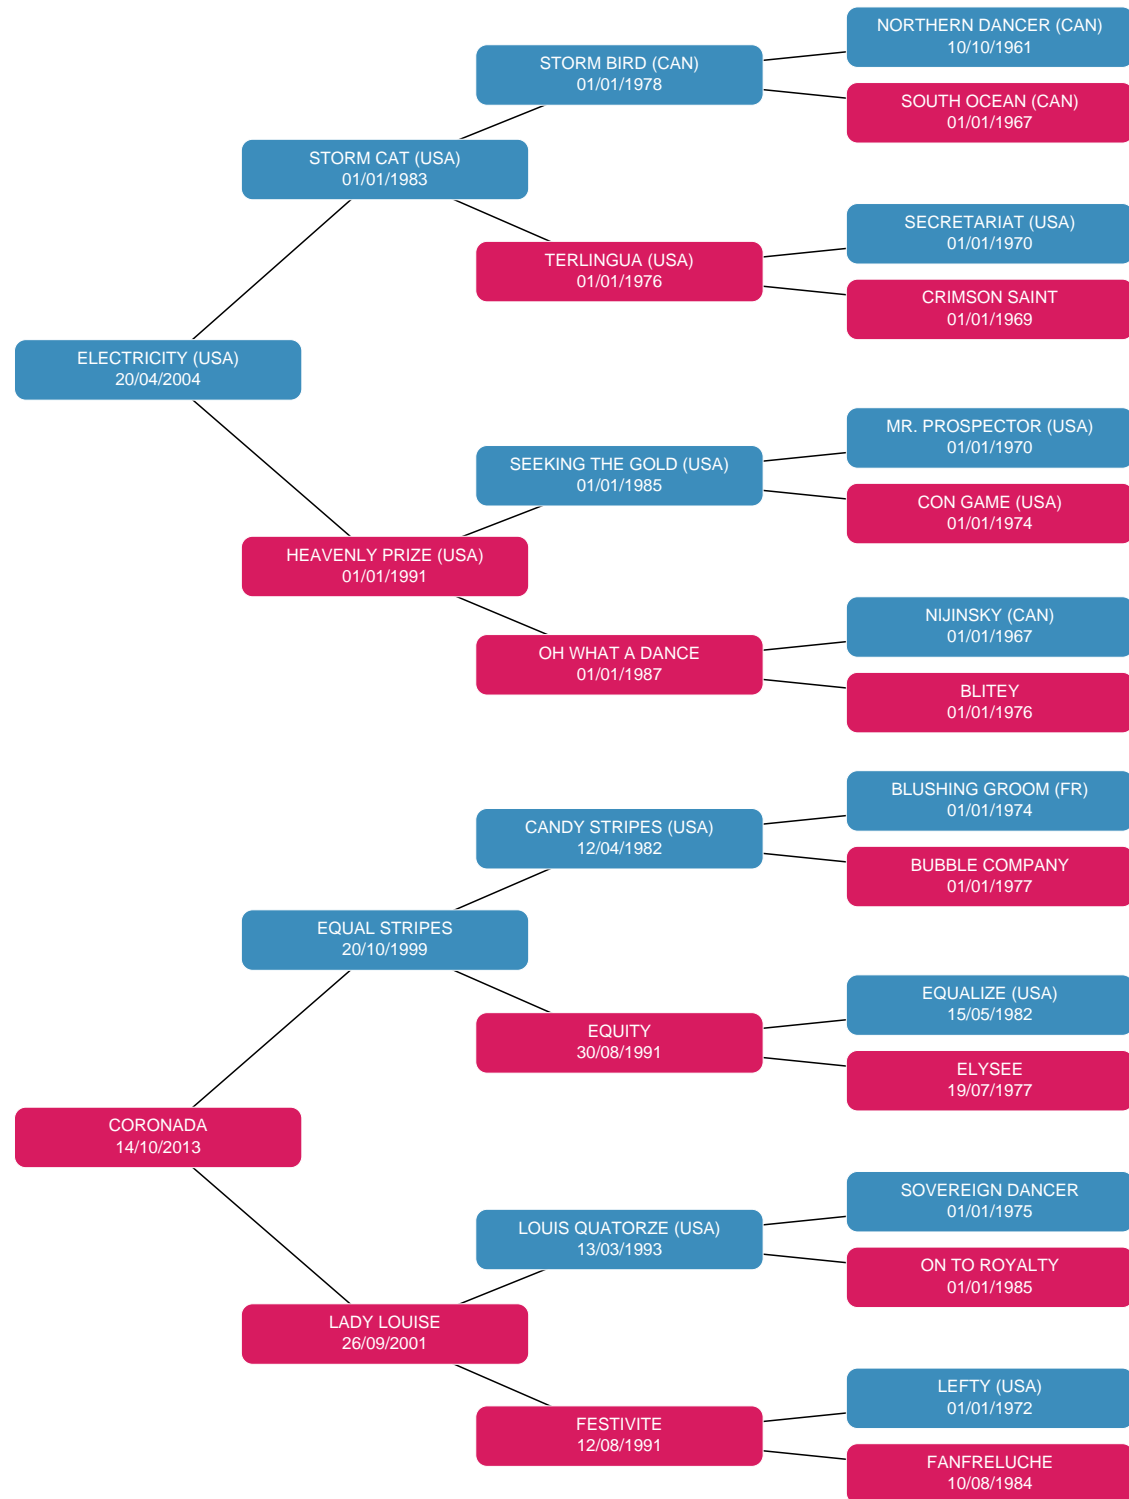 NORTHERN DANCER (CAN)
10/10/1961
STORM BIRD (CAN)
01/01/1978
SOUTH OCEAN (CAN)
01/01/1967
STORM CAT (USA)
01/01/1983
SECRETARIAT (USA)
01/01/1970
TERLINGUA (USA)
01/01/1976
CRIMSON SAINT
01/01/1969
ELECTRICITY (USA)
20/04/2004
MR. PROSPECTOR (USA)
01/01/1970
SEEKING THE GOLD (USA)
01/01/1985
CON GAME (USA)
01/01/1974
HEAVENLY PRIZE (USA)
01/01/1991
NIJINSKY (CAN)
01/01/1967
OH WHAT A DANCE
01/01/1987
BLITEY
01/01/1976
BLUSHING GROOM (FR)
01/01/1974
CANDY STRIPES (USA)
12/04/1982
BUBBLE COMPANY
01/01/1977
EQUAL STRIPES
20/10/1999
EQUALIZE (USA)
15/05/1982
EQUITY
30/08/1991
ELYSEE
19/07/1977
CORONADA
14/10/2013
SOVEREIGN DANCER
01/01/1975
LOUIS QUATORZE (USA)
13/03/1993
ON TO ROYALTY
01/01/1985
LADY LOUISE
26/09/2001
LEFTY (USA)
01/01/1972
FESTIVITE
12/08/1991
FANFRELUCHE
10/08/1984